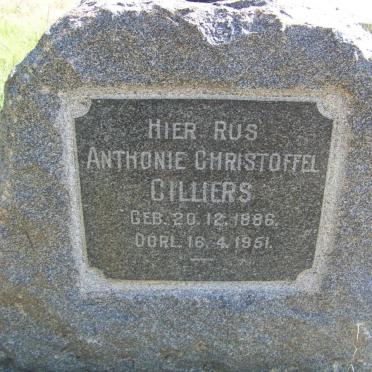 HIER RUS
ANTHONIE CHRISTOFFEL
CILLIERS
GEB. 20.12.1886.
OORL. 16.4.1951.